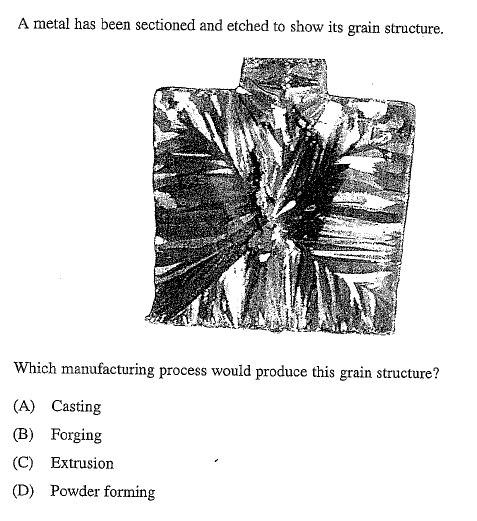 A metal has been sectioned and etched to show its grain structure.
Which manufacturing process would produce this grain structure?
(A) Casting
(B) Forging
(C) Extrusion
(D) Powder forming